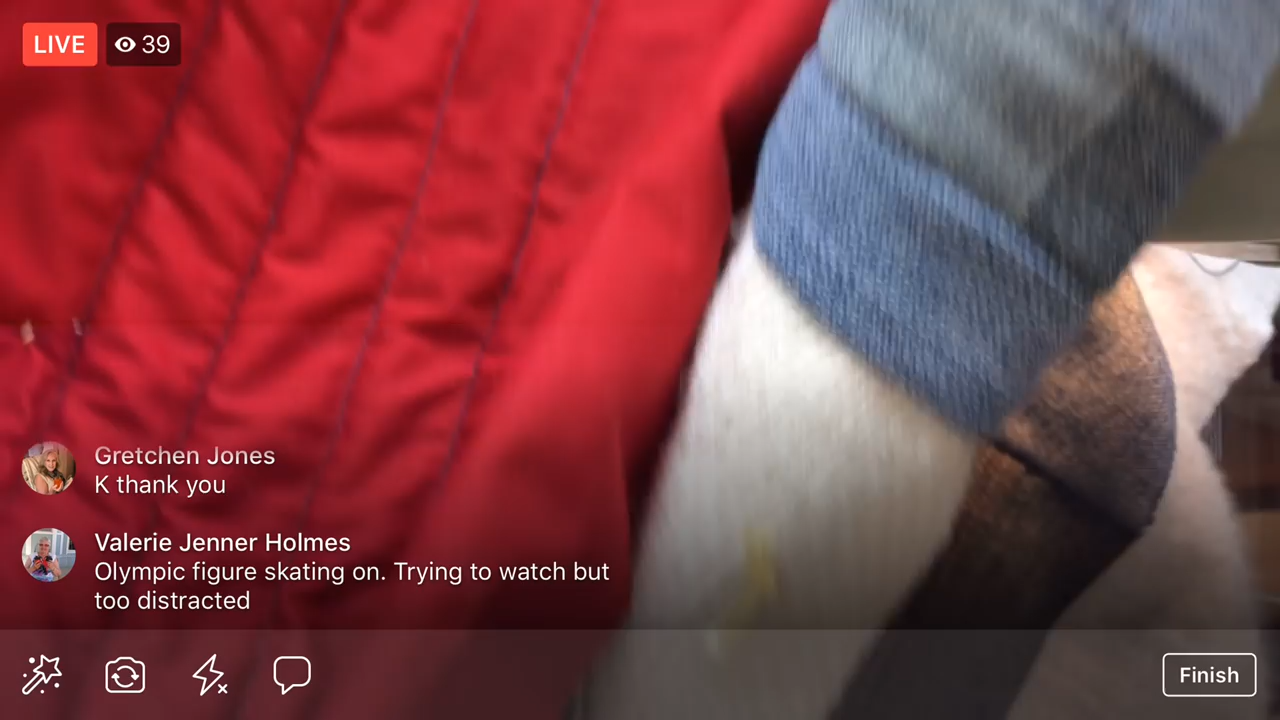 LIVE
39
Gretchen Jones
K thank you
Valerie Jenner Holmes
Olympic figure skating on. Trying to watch but
too distracted
Finish